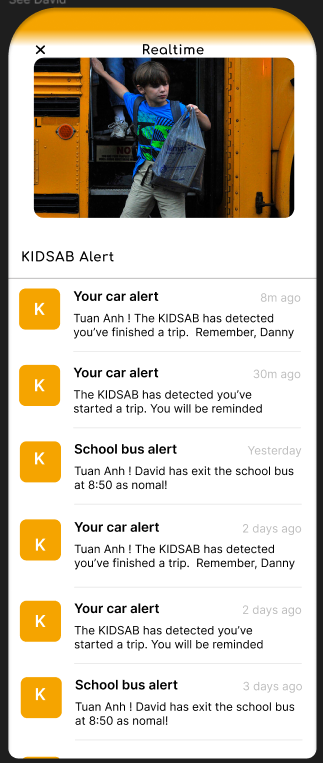 See David
Realtime
KIDSAB Alert
K
Your car alert
8m ago
Tuan Anh ! The KIDSAB has detected
you’ve finished a trip. Remember, Danny
K
Your car alert
30m ago
The KIDSAB has detected you’ve
started a trip. You will be reminded
K
School bus alert
Yesterday
Tuan Anh ! David has exit the school bus
at 8:50 as nomal!
K
Your car alert
2 days ago
Tuan Anh ! The KIDSAB has detected
you’ve finished a trip. Remember, Danny
K
Your car alert
2 days ago
The KIDSAB has detected you’ve
started a trip. You will be reminded
K
School bus alert
3 days ago
Tuan Anh ! David has exit the school bus
at 8:50 as nomal!